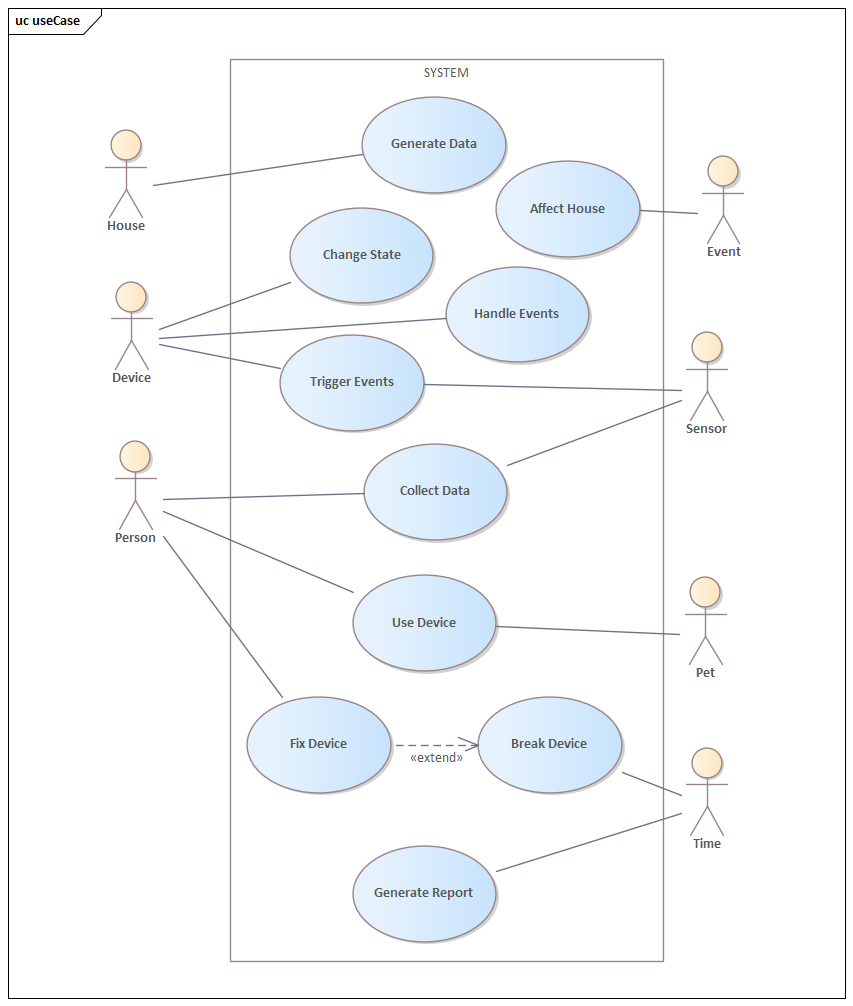 uc useCase
SYSTEM
Generate Data
Affect House
House
Event
Change State
Handle Events
Device
Trigger Events
Sensor
Collect Data
Person
Use Device
Pet
Fix Device
Break Device
«extend»
Time
Generate Report